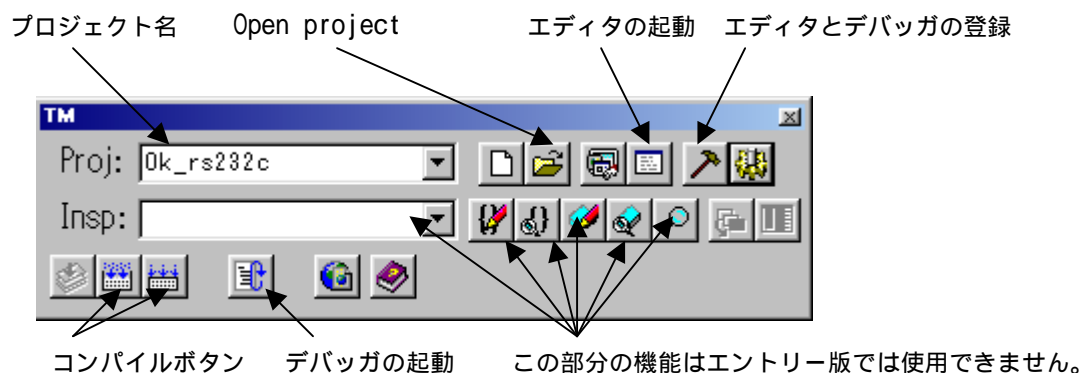 プロジェクト名 Open project エディタの起動 エディタとデバッガの登録
TM
Proj: Ok_rs232c
Insp:
コンパイルボタン デバッガの起動 この部分の機能はエントリー版では使用できません。